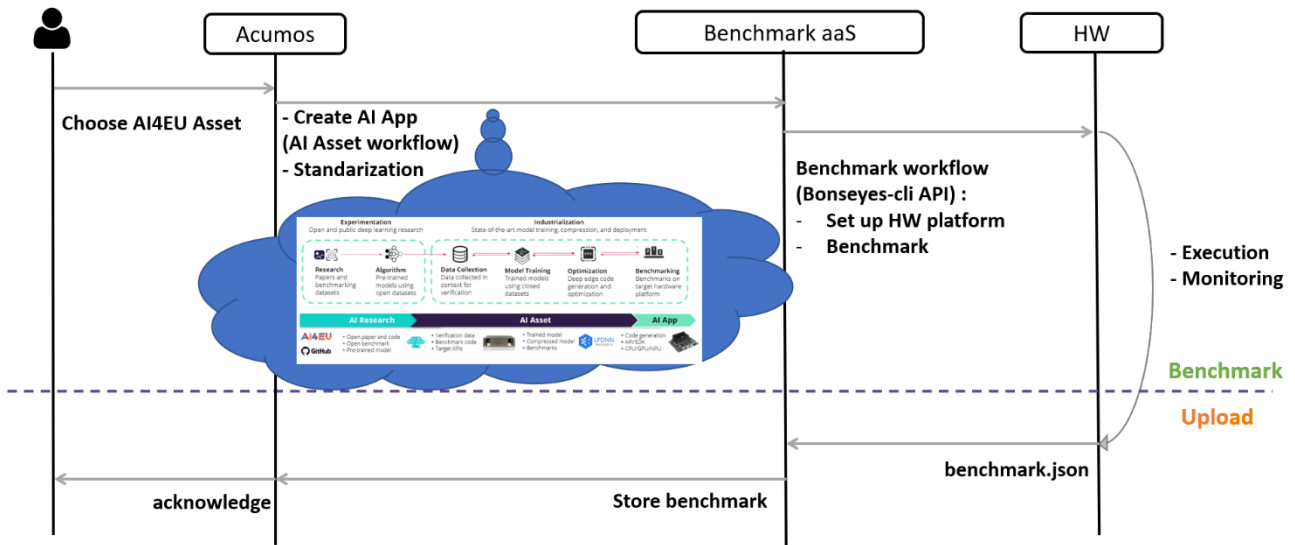 Acumos
Benchmark aaS
HW
Choose AI4EU Asset
- Create AI App
(AI Asset workflow)
- Standarization
Benchmark workflow
(Bonseyes-cli API) :
- Set up HW platform
- Benchmark
- Execution
- Monitoring
Experimentation
Open and public deep learning research
Industrialization
State-of-the-art model training, compression, and deployment
Research
Papers and
benchmarking
datasets
Algorithm
Pre-trained
models using
open datasets
Data Collection
Data collected in
context for
verification
Model Training
Trained models
using closed
datasets
Optimization
Deep edge code
generation and
optimization
Benchmarking
Benchmarks on
target hardware
platform
AI Research
AI Asset
AI App
AI4EU
GitHub
+ Open paper and code
+ Open benchmark
+ Pre-trained model
+ Verification data
+ Benchmark code
+ Target KPIs
+ Trained model
+ Compressed model
+ Benchmarks
LPDNN
+ Code generation
+ API/SDK
+ CPU/GPU/NPU
Benchmark
Upload
benchmark.json
Store benchmark
acknowledge